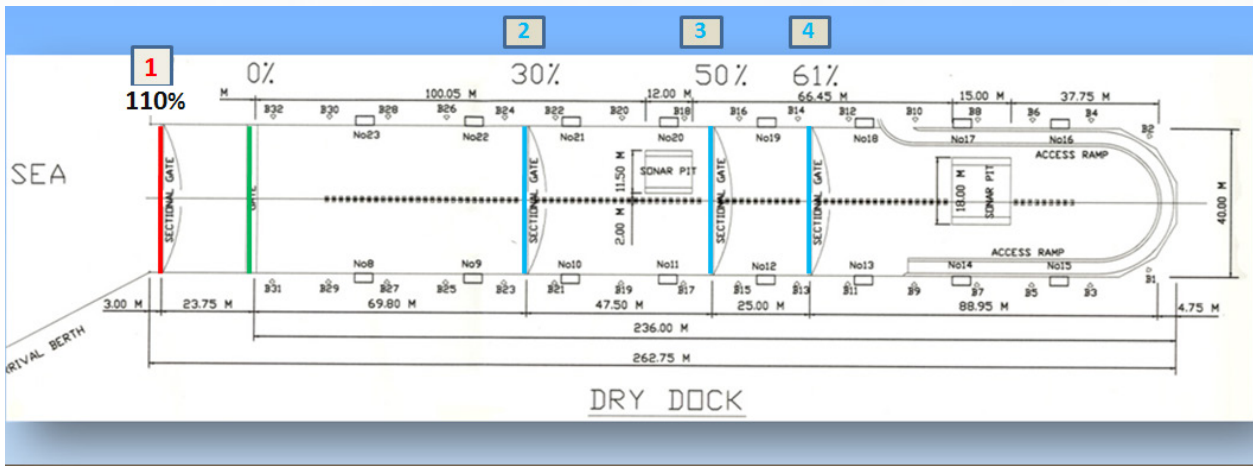 1 2 3 4
110% 0% 30% 50% 61%
M 100.05 M 12.00 M 66.45 M 15.00 M 37.75 M
B32 B30 B28 B26 B24 B22 B20 B18 B16 B14 B12 B10 B8 B6 B4 B2
No23 No22 No21 No20 No19 No18 No17 No16
ACCESS RAMP
SEA
SECTIONAL GATE
GATE
SECTIONAL GATE
11.50 M
SONAR PIT
2.00 M
SECTIONAL GATE
SECTIONAL GATE
18.00 M
SONAR PIT
40.00 M
ACCESS RAMP
No8 No9 No10 No11 No12 No13 No14 No15
B31 B29 B27 B25 B23 B21 B19 B17 B15 B13 B11 B9 B7 B5 B3 B1
3.00 M 23.75 M 69.80 M 47.50 M 25.00 M 88.95 M 4.75 M
236.00 M
RRIVAL BERTH
262.75 M
DRY DOCK